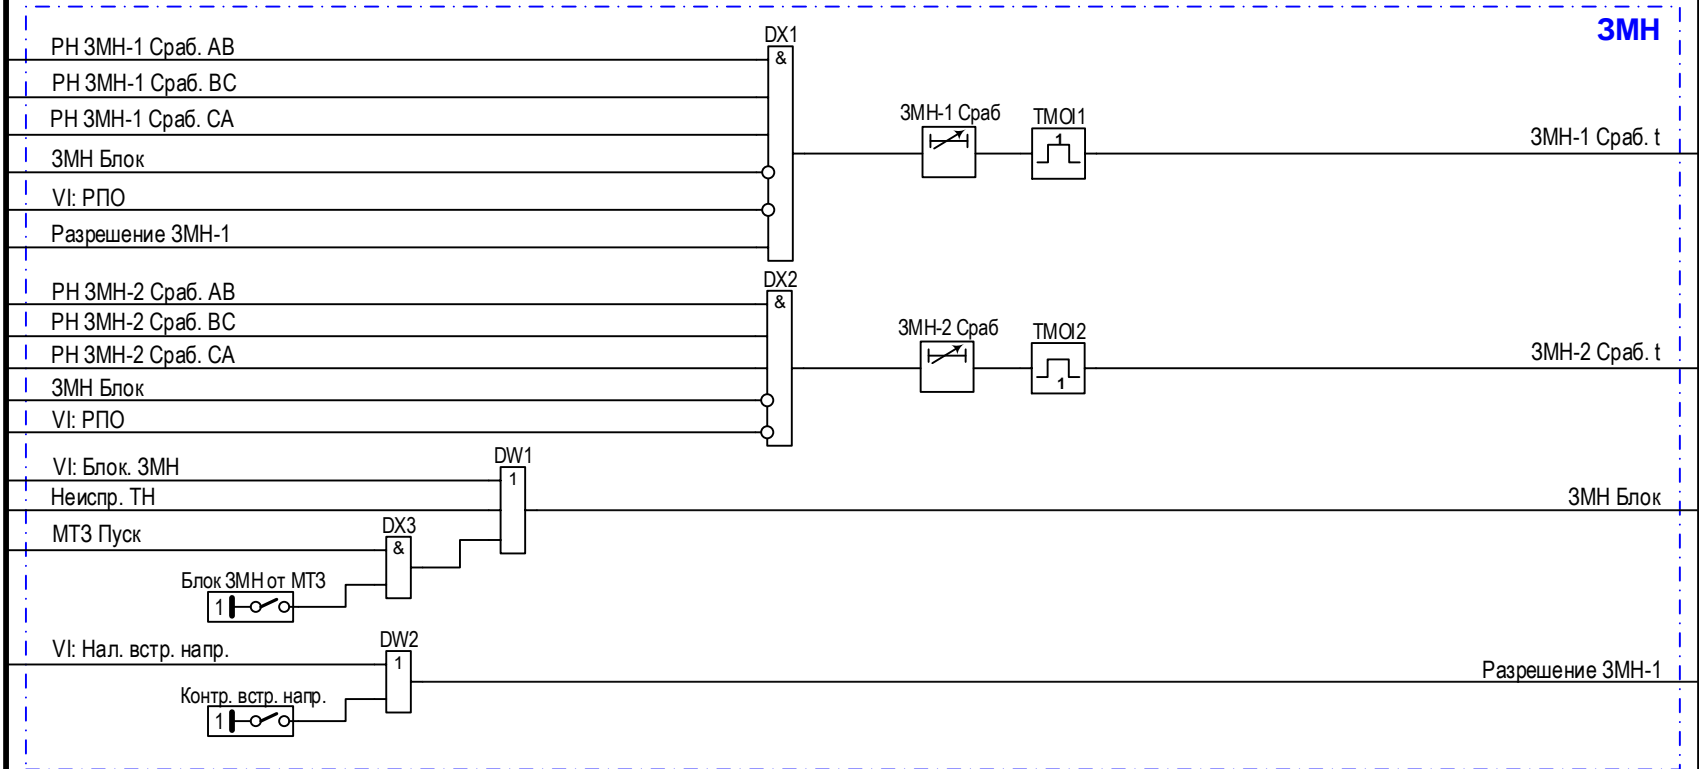 ЗМН
DX1
&
РН ЗМН-1 Сраб. АВ
РН ЗМН-1 Сраб. ВС
РН ЗМН-1 Сраб. СА
ЗМН Блок
VI: РПО
Разрешение ЗМН-1
ЗМН-1 Сраб
TMOI1
1
ЗМН-1 Сраб. t
DX2
&
РН ЗМН-2 Сраб. АВ
РН ЗМН-2 Сраб. ВС
РН ЗМН-2 Сраб. СА
ЗМН Блок
VI: РПО
ЗМН-2 Сраб
TMOI2
1
ЗМН-2 Сраб. t
VI: Блок. ЗМН
Неиспр. ТН
МТЗ Пуск
DW1
1
DX3
&
Блок ЗМН от МТЗ
1
ЗМН Блок
VI: Нал. встр. напр.
DW2
1
Контр. встр. напр.
1
Разрешение ЗМН-1